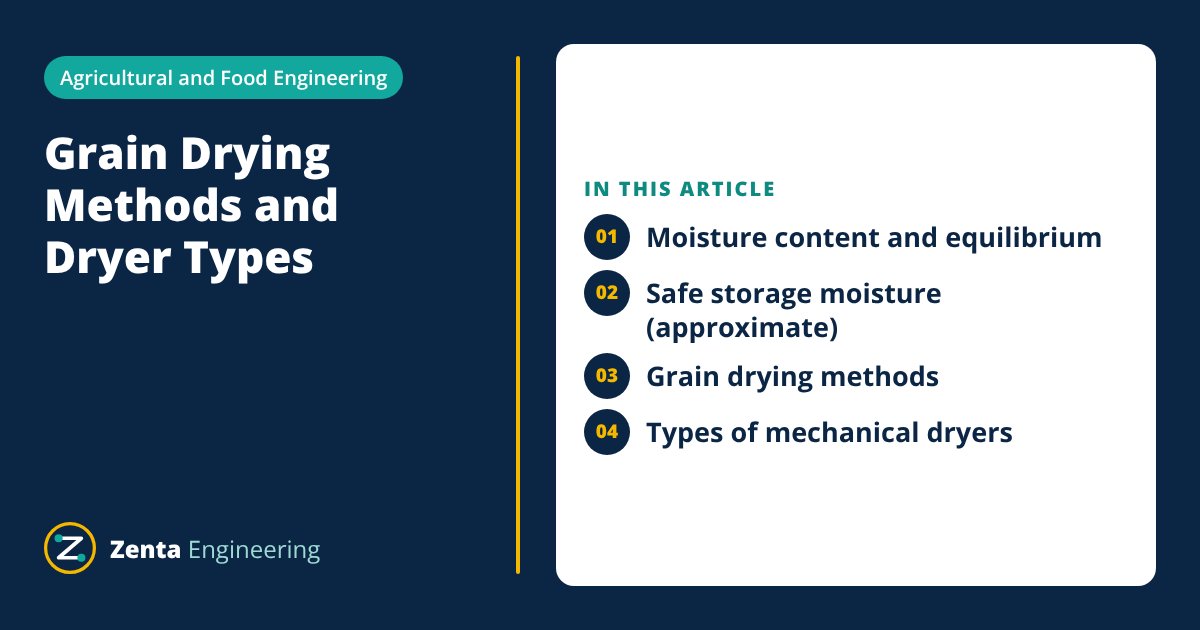 Agricultural and Food Engineering
Grain Drying
Methods and
Dryer Types
Zenta Engineering
IN THIS ARTICLE
01 Moisture content and equilibrium
02 Safe storage moisture
(approximate)
03 Grain drying methods
04 Types of mechanical dryers